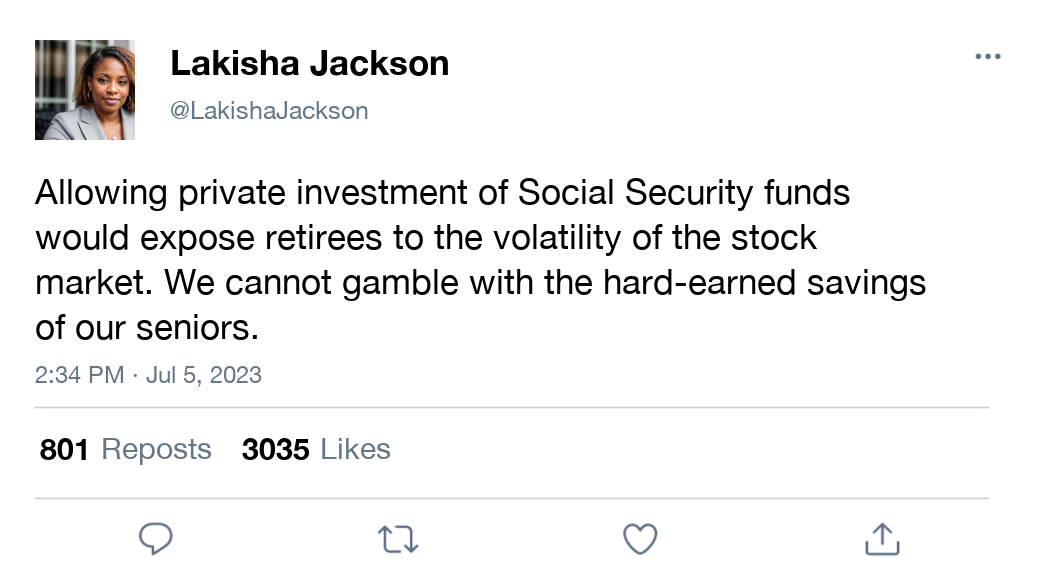 Lakisha Jackson
@LakishaJackson
Allowing private investment of Social Security funds
would expose retirees to the volatility of the stock
market. We cannot gamble with the hard-earned savings
of our seniors.
2:34 PM · Jul 5, 2023
801 Reposts 3035 Likes